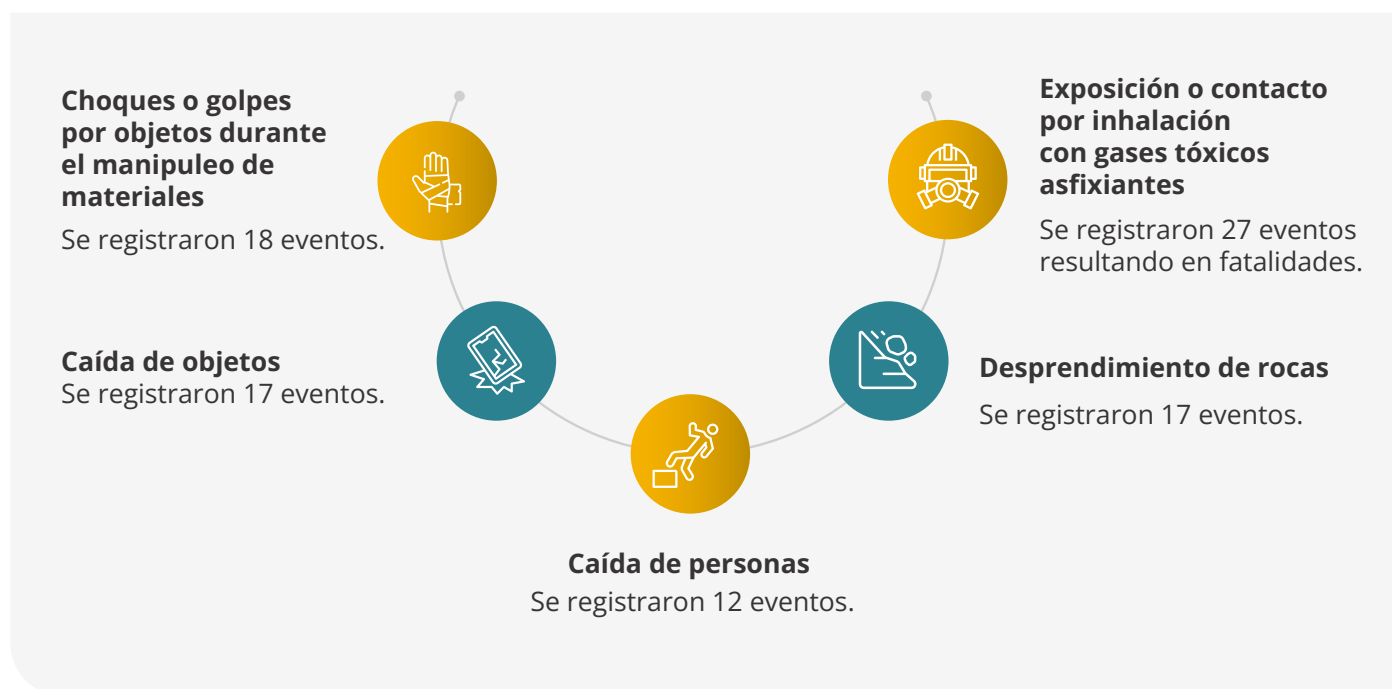 Choques o golpes
por objetos durante
el manipuleo de
materiales
Se registraron 18 eventos.
Caída de objetos
Se registraron 17 eventos.
Caída de personas
Se registraron 12 eventos.
Exposición o contacto
por inhalación
con gases tóxicos
asfixiantes
Se registraron 27 eventos
resultando en fatalidades.
Desprendimiento de rocas
Se registraron 17 eventos.